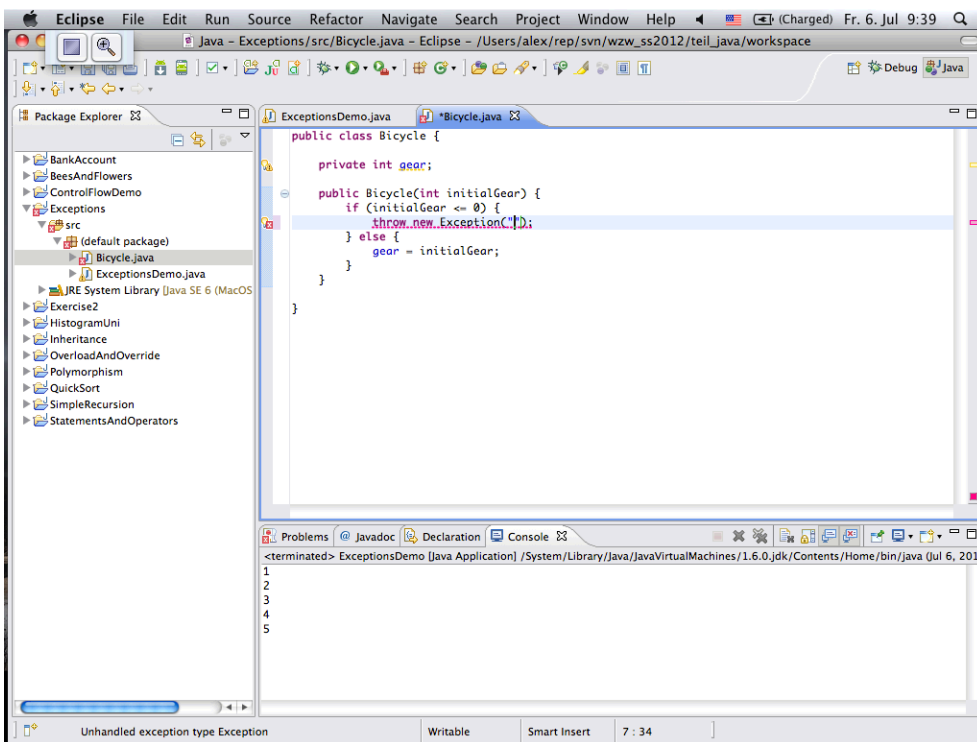 Eclipse File Edit Run Source Refactor Navigate Search Project Window Help (Charged) Fr. 6. Jul 9:39
Java – Exceptions/src/Bicycle.java – Eclipse – /Users/alex/rep/svn/wzw_ss2012/teil_java/workspace
Debug Java
Package Explorer
BankAccount
BeesAndFlowers
ControlFlowDemo
Exceptions
src
(default package)
Bicycle.java
ExceptionsDemo.java
JRE System Library [Java SE 6 (MacOS
Exercise2
HistogramUni
Inheritance
OverloadAndOverride
Polymorphism
QuickSort
SimpleRecursion
StatementsAndOperators
ExceptionsDemo.java *Bicycle.java
public class Bicycle {
private int gear;
public Bicycle(int initialGear) {
if (initialGear <= 0) {
throw new Exception("");
} else {
gear = initialGear;
}
}
}
Problems @ Javadoc Declaration Console
<terminated> ExceptionsDemo [Java Application] /System/Library/Java/JavaVirtualMachines/1.6.0.jdk/Contents/Home/bin/java (Jul 6, 201
1
2
3
4
5
Unhandled exception type Exception Writable Smart Insert 7 : 34